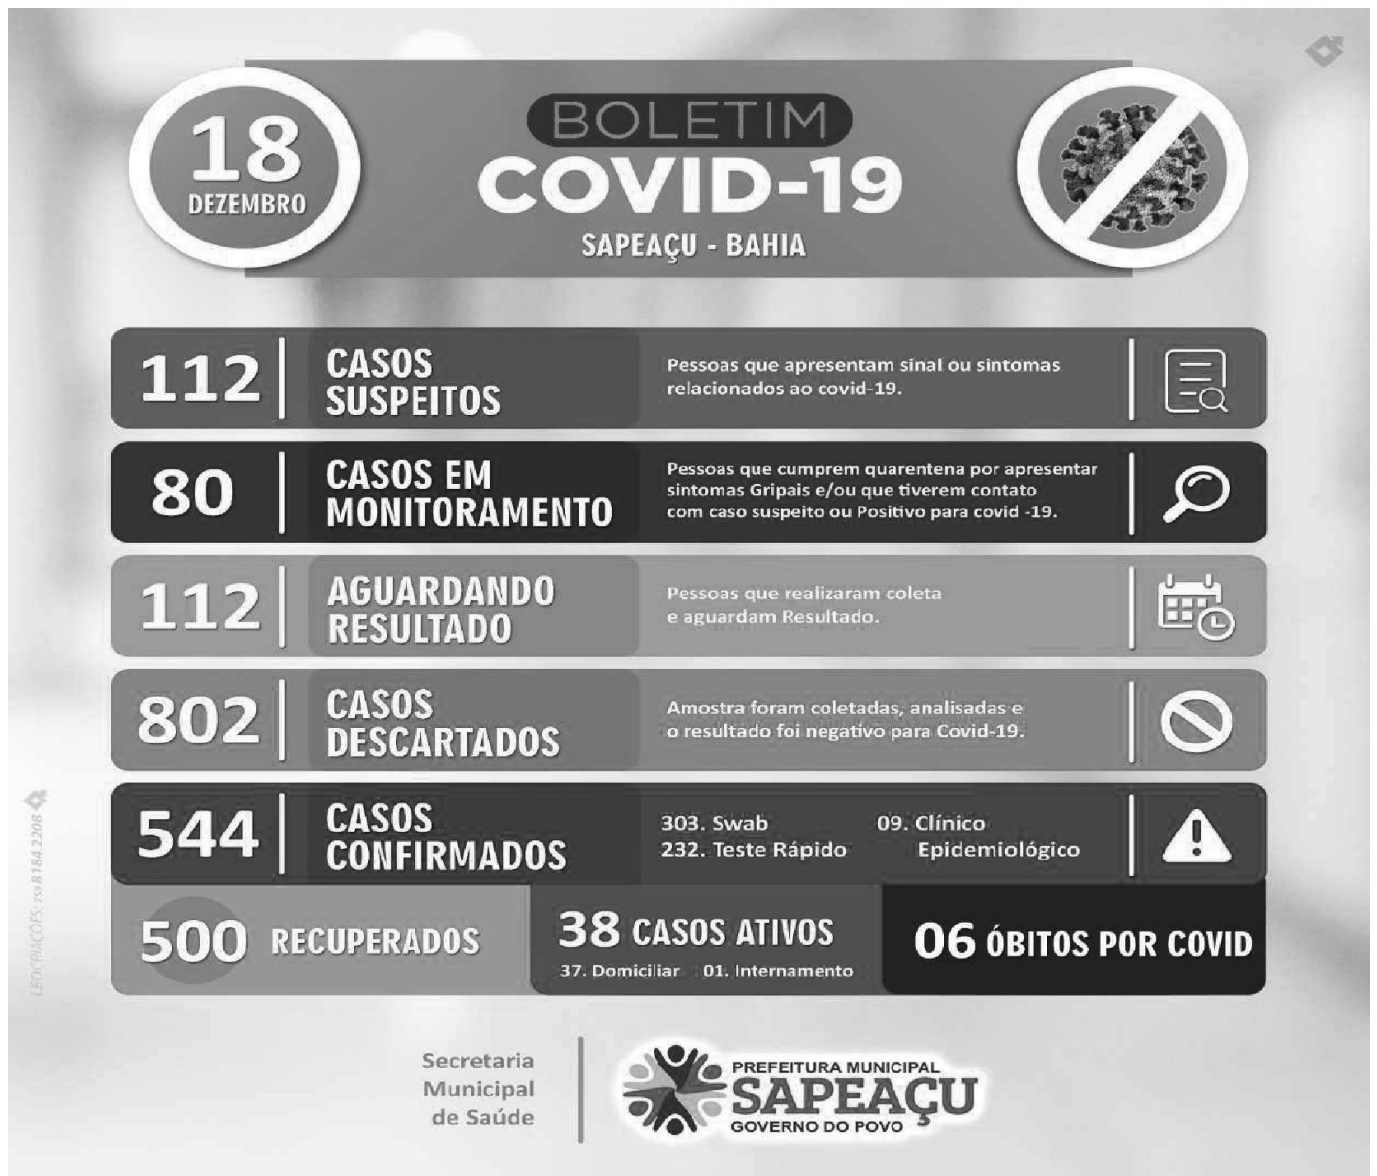 18
DEZEMBRO
BOLETIM
COVID-19
SAPEAÇU - BAHIA
112
CASOS
SUSPEITOS
Pessoas que apresentam sinal ou sintomas
relacionados ao covid-19.
80
CASOS EM
MONITORAMENTO
Pessoas que cumprem quarentena por apresentar
sintomas Gripais e/ou que tiverem contato
com caso suspeito ou Positivo para covid -19.
112
AGUARDANDO
RESULTADO
Pessoas que realizaram coleta
e aguardam Resultado.
802
CASOS
DESCARTADOS
Amostra foram coletadas, analisadas e
o resultado foi negativo para Covid-19.
544
CASOS
CONFIRMADOS
303. Swab
232. Teste Rápido
09. Clínico
Epidemiológico
500 RECUPERADOS
38 CASOS ATIVOS
37. Domiciliar 01. Internamento
06 ÓBITOS POR COVID
LEOCRIAÇÕES: 75 9.8184.2208
Secretaria
Municipal
de Saúde
PREFEITURA MUNICIPAL
SAPEAÇU
GOVERNO DO POVO